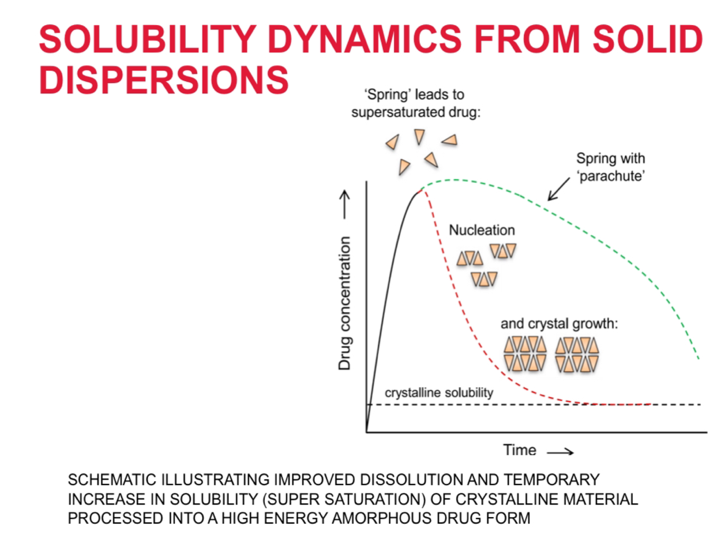 SOLUBILITY DYNAMICS FROM SOLID
DISPERSIONS
‘Spring’ leads to
supersaturated drug:
Spring with
‘parachute’
Nucleation
Drug concentration
and crystal growth:
crystalline solubility
Time
SCHEMATIC ILLUSTRATING IMPROVED DISSOLUTION AND TEMPORARY
INCREASE IN SOLUBILITY (SUPER SATURATION) OF CRYSTALLINE MATERIAL
PROCESSED INTO A HIGH ENERGY AMORPHOUS DRUG FORM